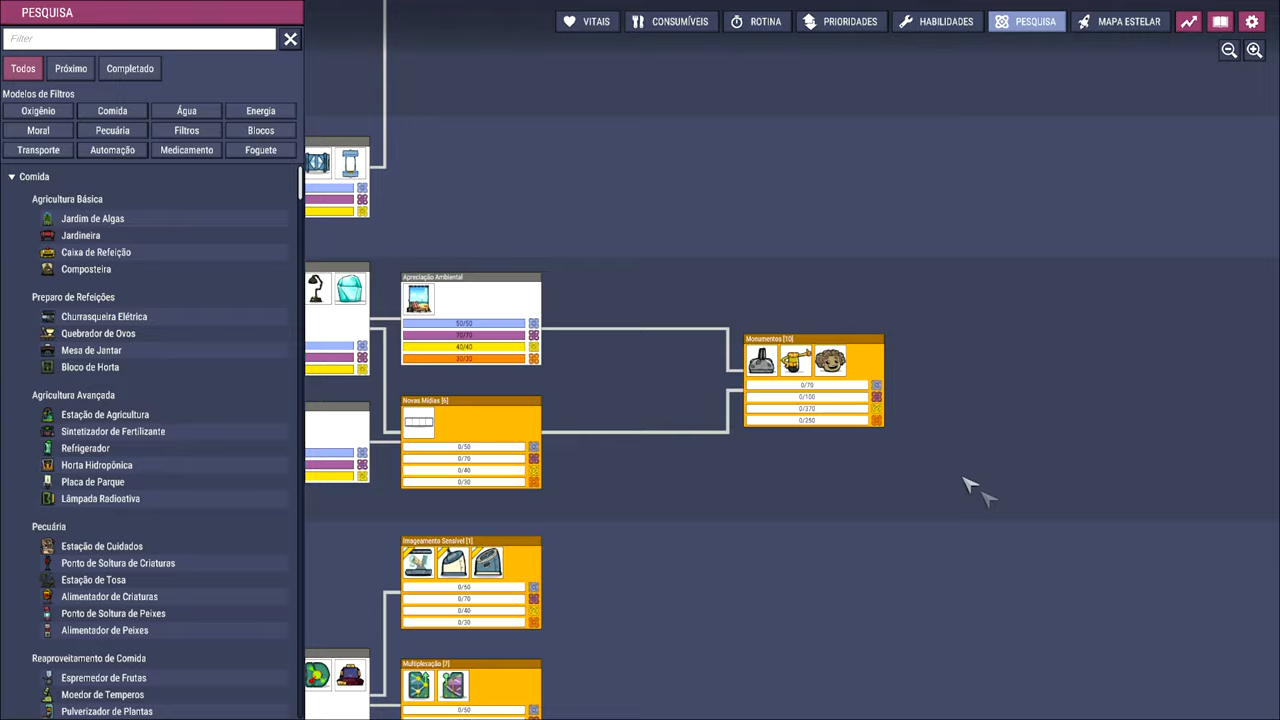 PESQUISA
VITAIS
CONSUMÍVEIS
ROTINA
PRIORIDADES
HABILIDADES
PESQUISA
MAPA ESTELAR
Filter
Todos
Próximo
Completado
Modelos de Filtros
Oxigênio
Comida
Água
Energia
Moral
Pecuária
Filtros
Blocos
Transporte
Automação
Medicamento
Foguete
Comida
Agricultura Básica
Jardim de Algas
Jardineira
Caixa de Refeição
Composteira
Preparo de Refeições
Churrasqueira Elétrica
Quebrador de Ovos
Mesa de Jantar
Bloco de Horta
Agricultura Avançada
Estação de Agricultura
Sintetizador de Fertilizante
Refrigerador
Horta Hidropônica
Placa de Parque
Lâmpada Radioativa
Pecuária
Estação de Cuidados
Ponto de Soltura de Criaturas
Estação de Tosa
Alimentador de Criaturas
Ponto de Soltura de Peixes
Alimentador de Peixes
Reaproveitamento de Comida
Espremedor de Frutas
Moedor de Temperos
Pulverizador de Plantas
Apreciação Ambiental
50/50
70/70
40/40
30/30
Monumentos [10]
0/70
0/100
0/370
0/250
Novas Mídias [6]
0/50
0/70
0/40
0/30
Imageamento Sensível [1]
0/50
0/70
0/40
0/30
Multiplexação [7]
0/50